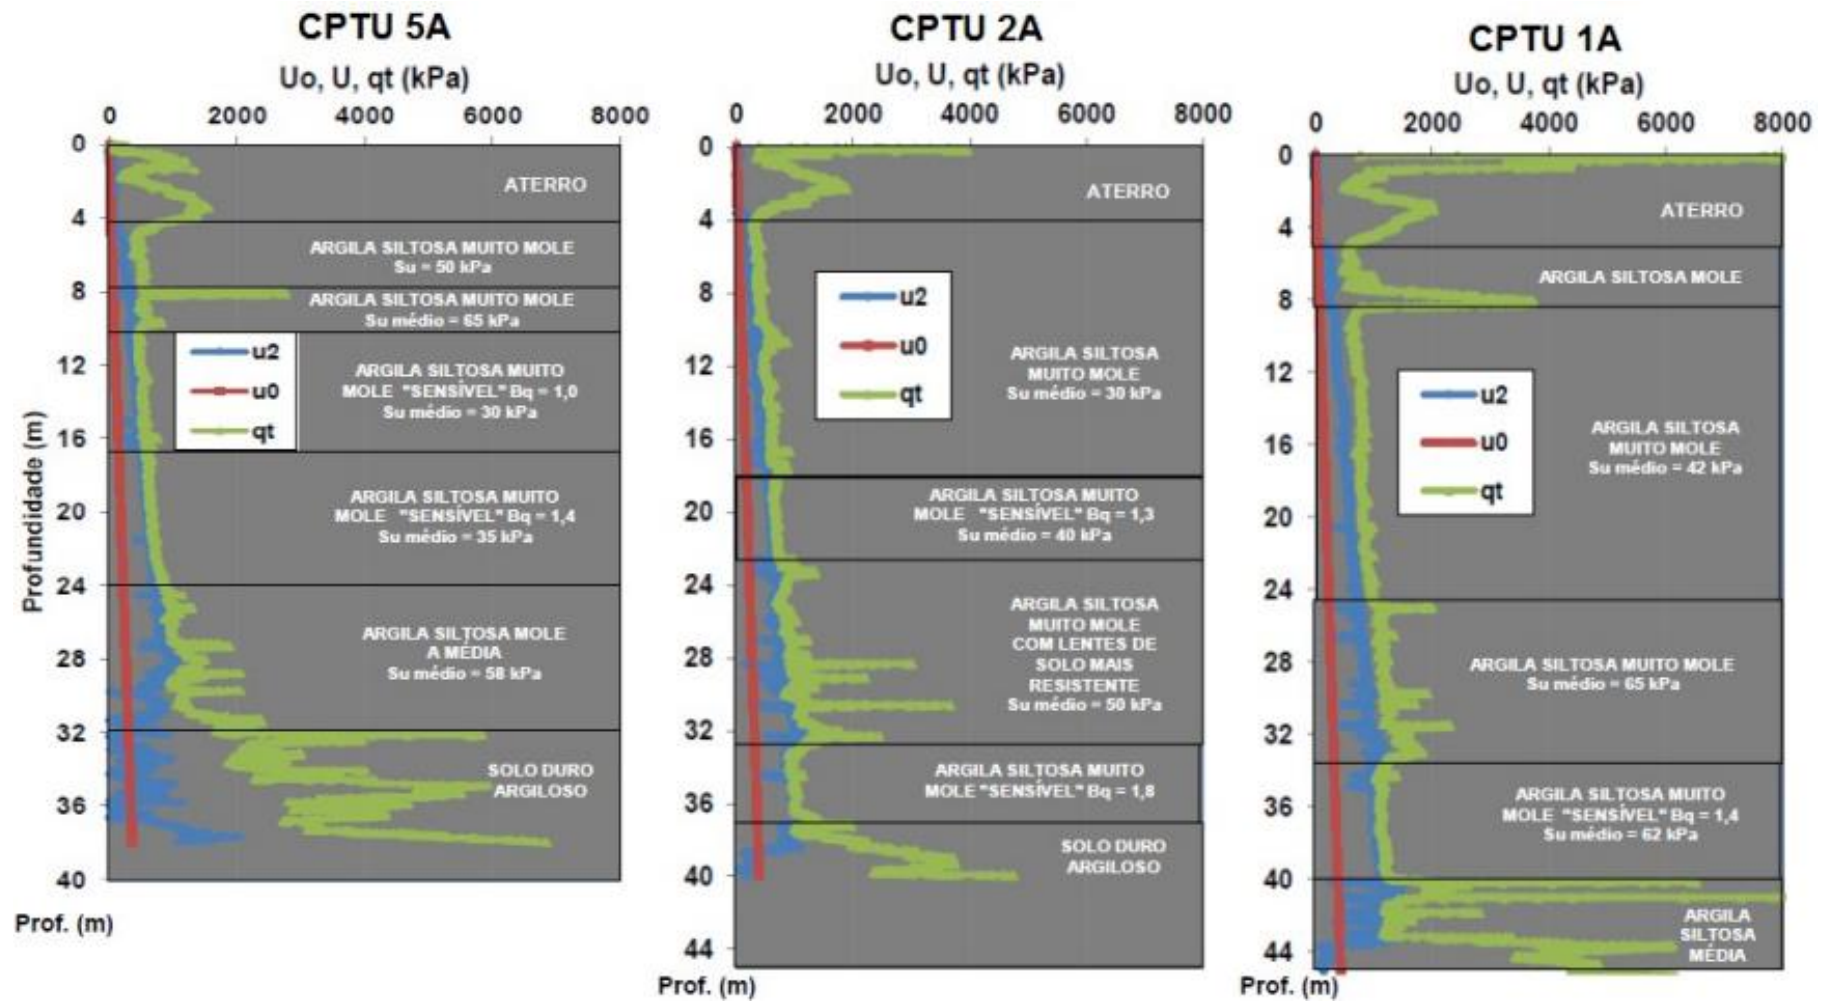 CPTU 5A
Uo, U, qt (kPa)
0 2000 4000 6000 8000
0
4
8
12
16
20
24
28
32
36
40
Profundidade (m)
Prof. (m)
ATERRO
ARGILA SILTOSA MUITO MOLE
Su = 50 kPa
ARGILA SILTOSA MUITO MOLE
Su médio = 65 kPa
u2
u0
qt
ARGILA SILTOSA MUITO
MOLE "SENSÍVEL" Bq = 1,0
Su médio = 30 kPa
ARGILA SILTOSA MUITO
MOLE "SENSÍVEL" Bq = 1,4
Su médio = 35 kPa
ARGILA SILTOSA MOLE
A MÉDIA
Su médio = 58 kPa
SOLO DURO
ARGILOSO
CPTU 2A
Uo, U, qt (kPa)
0 2000 4000 6000 8000
0
4
8
12
16
20
24
28
32
36
40
44
Prof. (m)
ATERRO
u2
u0
qt
ARGILA SILTOSA
MUITO MOLE
Su médio = 30 kPa
ARGILA SILTOSA MUITO
MOLE "SENSÍVEL" Bq = 1,3
Su médio = 40 kPa
ARGILA SILTOSA
MUITO MOLE
COM LENTES DE
SOLO MAIS
RESISTENTE
Su médio = 50 kPa
ARGILA SILTOSA MUITO
MOLE "SENSÍVEL" Bq = 1,8
SOLO DURO
ARGILOSO
CPTU 1A
Uo, U, qt (kPa)
0 2000 4000 6000 8000
0
4
8
12
16
20
24
28
32
36
40
44
Prof. (m)
ATERRO
ARGILA SILTOSA MOLE
u2
u0
qt
ARGILA SILTOSA
MUITO MOLE
Su médio = 42 kPa
ARGILA SILTOSA MUITO MOLE
Su médio = 65 kPa
ARGILA SILTOSA MUITO
MOLE "SENSÍVEL" Bq = 1,4
Su médio = 62 kPa
ARGILA
SILTOSA
MÉDIA